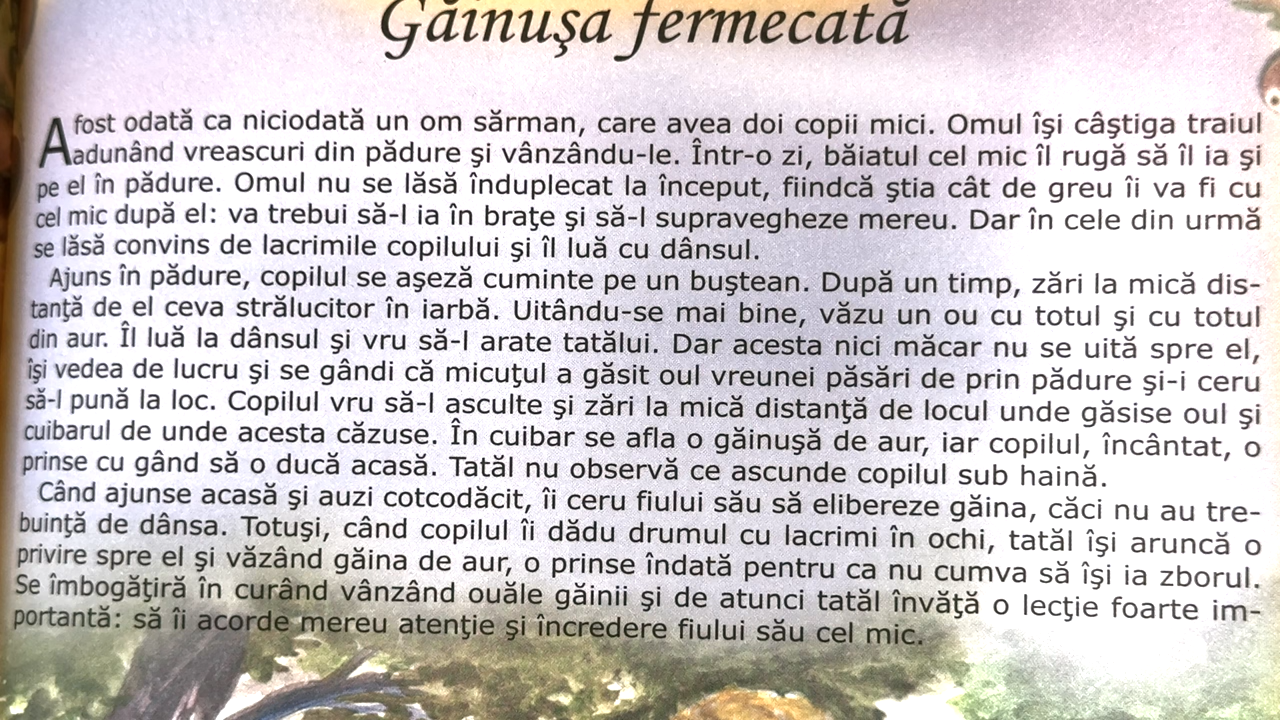 Găinuşa fermecată
A fost odată ca niciodată un om sărman, care avea doi copii mici. Omul îşi câştiga traiul
adunând vreascuri din pădure şi vânzându-le. Într-o zi, băiatul cel mic îl rugă să îl ia şi
pe el în pădure. Omul nu se lăsă înduplecat la început, fiindcă ştia cât de greu îi va fi cu
cel mic după el: va trebui să-l ia în braţe şi să-l supravegheze mereu. Dar în cele din urmă
se lăsă convins de lacrimile copilului şi îl luă cu dânsul.
Ajuns în pădure, copilul se aşeză cuminte pe un buştean. După un timp, zări la mică dis-
tanţă de el ceva strălucitor în iarbă. Uitându-se mai bine, văzu un ou cu totul şi cu totul
din aur. Îl luă la dânsul şi vru să-l arate tatălui. Dar acesta nici măcar nu se uită spre el,
îşi vedea de lucru şi se gândi că micuţul a găsit oul vreunei păsări de prin pădure şi-i ceru
să-l pună la loc. Copilul vru să-l asculte şi zări la mică distanţă de locul unde găsise oul şi
cuibarul de unde acesta căzuse. În cuibar se afla o găinuşă de aur, iar copilul, încântat, o
prinse cu gând să o ducă acasă. Tatăl nu observă ce ascunde copilul sub haină.
Când ajunse acasă şi auzi cotcodăcit, îi ceru fiului său să elibereze găina, căci nu au tre-
buinţă de dânsa. Totuşi, când copilul îi dădu drumul cu lacrimi în ochi, tatăl îşi aruncă o
privire spre el şi văzând găina de aur, o prinse îndată pentru ca nu cumva să îşi ia zborul.
Se îmbogăţiră în curând vânzând ouăle găinii şi de atunci tatăl învăţă o lecţie foarte im-
portantă: să îi acorde mereu atenţie şi încredere fiului său cel mic.